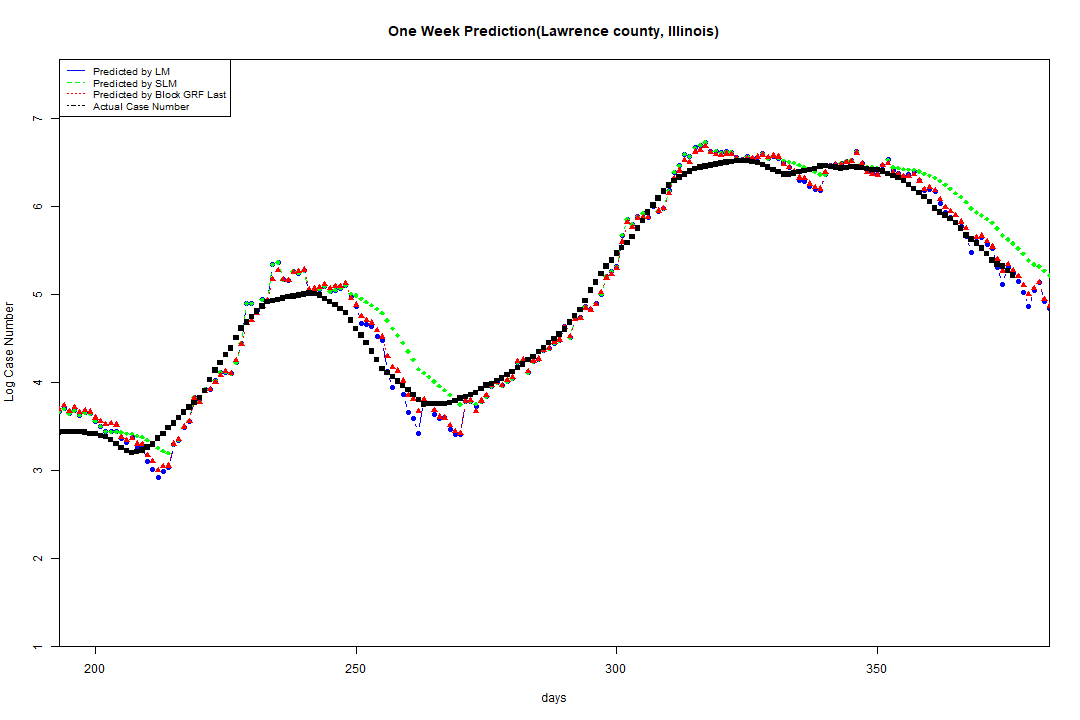 One Week Prediction(Lawrence county, Illinois)
Predicted by LM
Predicted by SLM
Predicted by Block GRF Last
Actual Case Number
7
6
5
4
3
2
1
Log Case Number
200 250 300 350
days